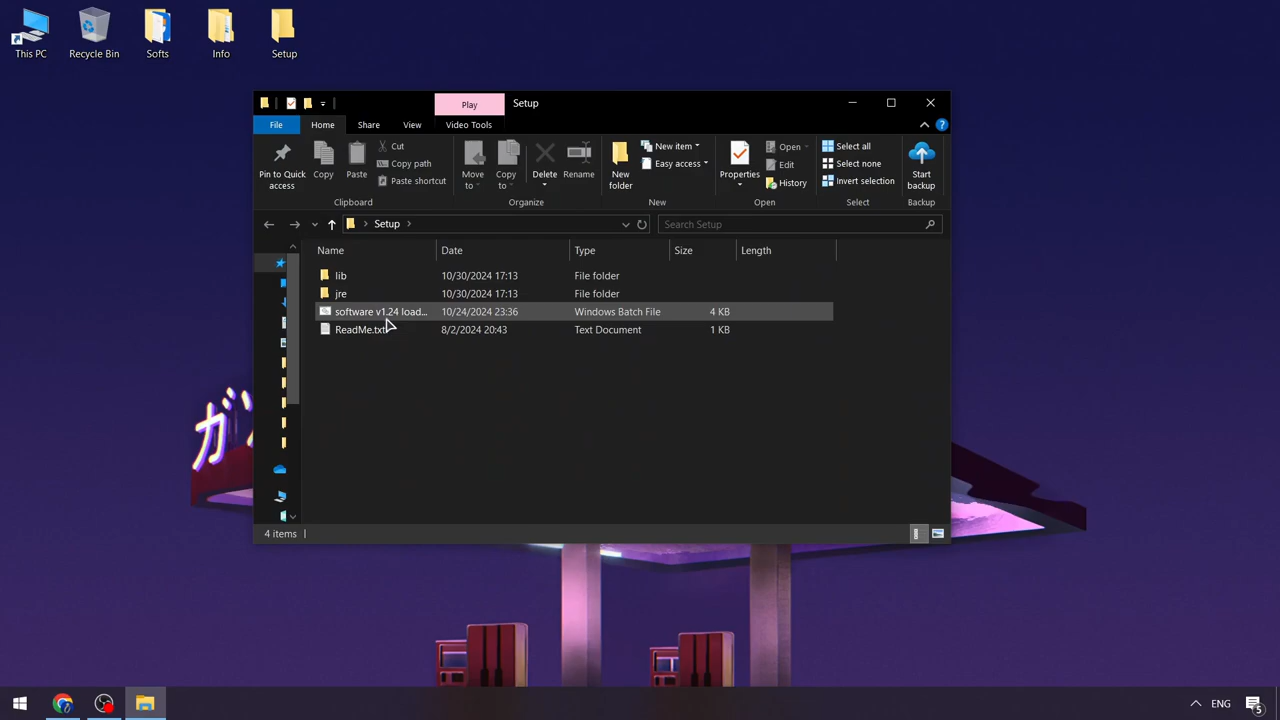 This PC
Recycle Bin
Softs
Info
Setup
Play
Setup
File
Home
Share
View
Video Tools
Pin to Quick access
Copy
Paste
Cut
Copy path
Paste shortcut
Move to
Copy to
Delete
Rename
New folder
New item
Easy access
Properties
Open
Edit
History
Select all
Select none
Invert selection
Start backup
Clipboard
Organize
New
Open
Select
Backup
Setup
Search Setup
Name Date Type Size Length
lib 10/30/2024 17:13 File folder
jre 10/30/2024 17:13 File folder
software v1.24 load... 10/24/2024 23:36 Windows Batch File 4 KB
ReadMe.txt 8/2/2024 20:43 Text Document 1 KB
ガ
4 items
ENG
5